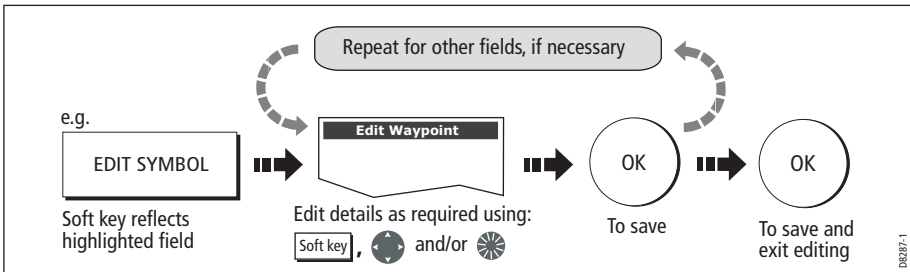 Repeat for other fields, if necessary
e.g.
EDIT SYMBOL
Soft key reflects
highlighted field
Edit Waypoint
Edit details as required using:
Soft key , and/or
OK
To save
OK
To save and
exit editing
D8287-1